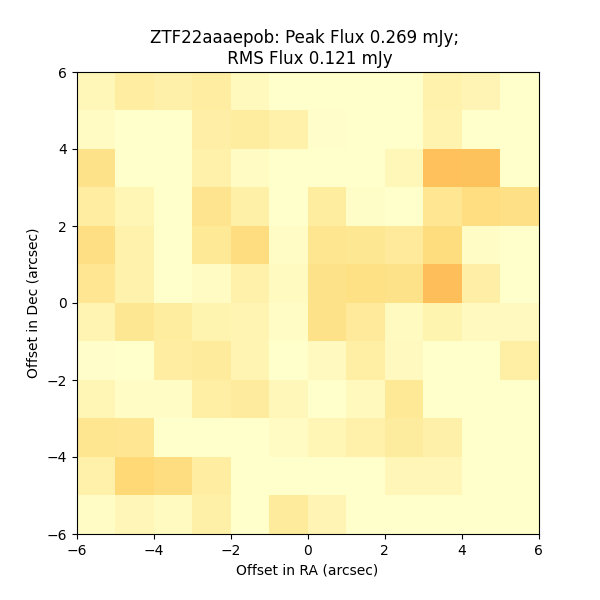 ZTF22aaaepob: Peak Flux 0.269 mJy;
RMS Flux 0.121 mJy
6
4
2
0
−2
−4
−6
Offset in Dec (arcsec)
−6 −4 −2 0 2 4 6
Offset in RA (arcsec)